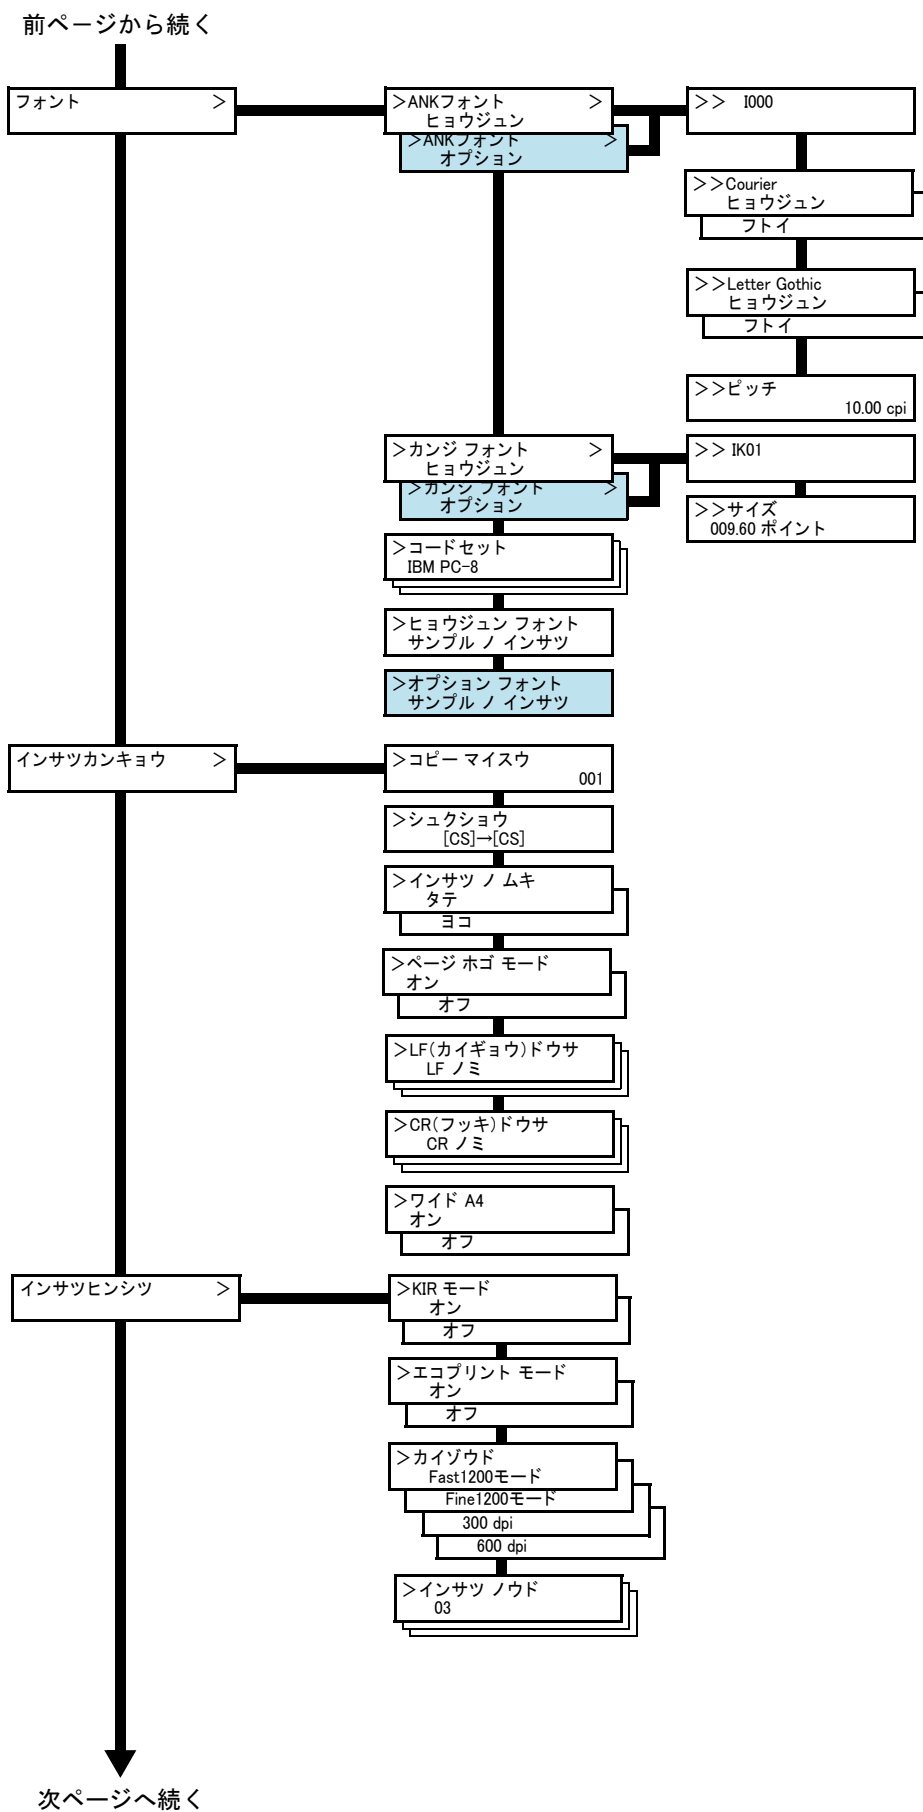 前ページから続く
フォント >
>ANKフォント >
ヒョウジュン
>ANKフォント >
オプション
>> I000
>>Courier
ヒョウジュン
フトイ
>>Letter Gothic
ヒョウジュン
フトイ
>>ピッチ
10.00 cpi
>カンジ フォント >
ヒョウジュン
>カンジ フォント >
オプション
>> IK01
>>サイズ
009.60 ポイント
>コードセット
IBM PC-8
>ヒョウジュン フォント
サンプル ノ インサツ
>オプション フォント
サンプル ノ インサツ
インサツカンキョウ >
>コピー マイスウ
001
>シュクショウ
[CS]→[CS]
>インサツ ノ ムキ
タテ
ヨコ
>ページ ホゴ モード
オン
オフ
>LF(カイギョウ)ドウサ
LF ノミ
>CR(フッキ)ドウサ
CR ノミ
>ワイド A4
オン
オフ
インサツヒンシツ >
>KIR モード
オン
オフ
>エコプリント モード
オン
オフ
>カイゾウド
Fast1200モード
Fine1200モード
300 dpi
600 dpi
>インサツ ノウド
03
次ページへ続く